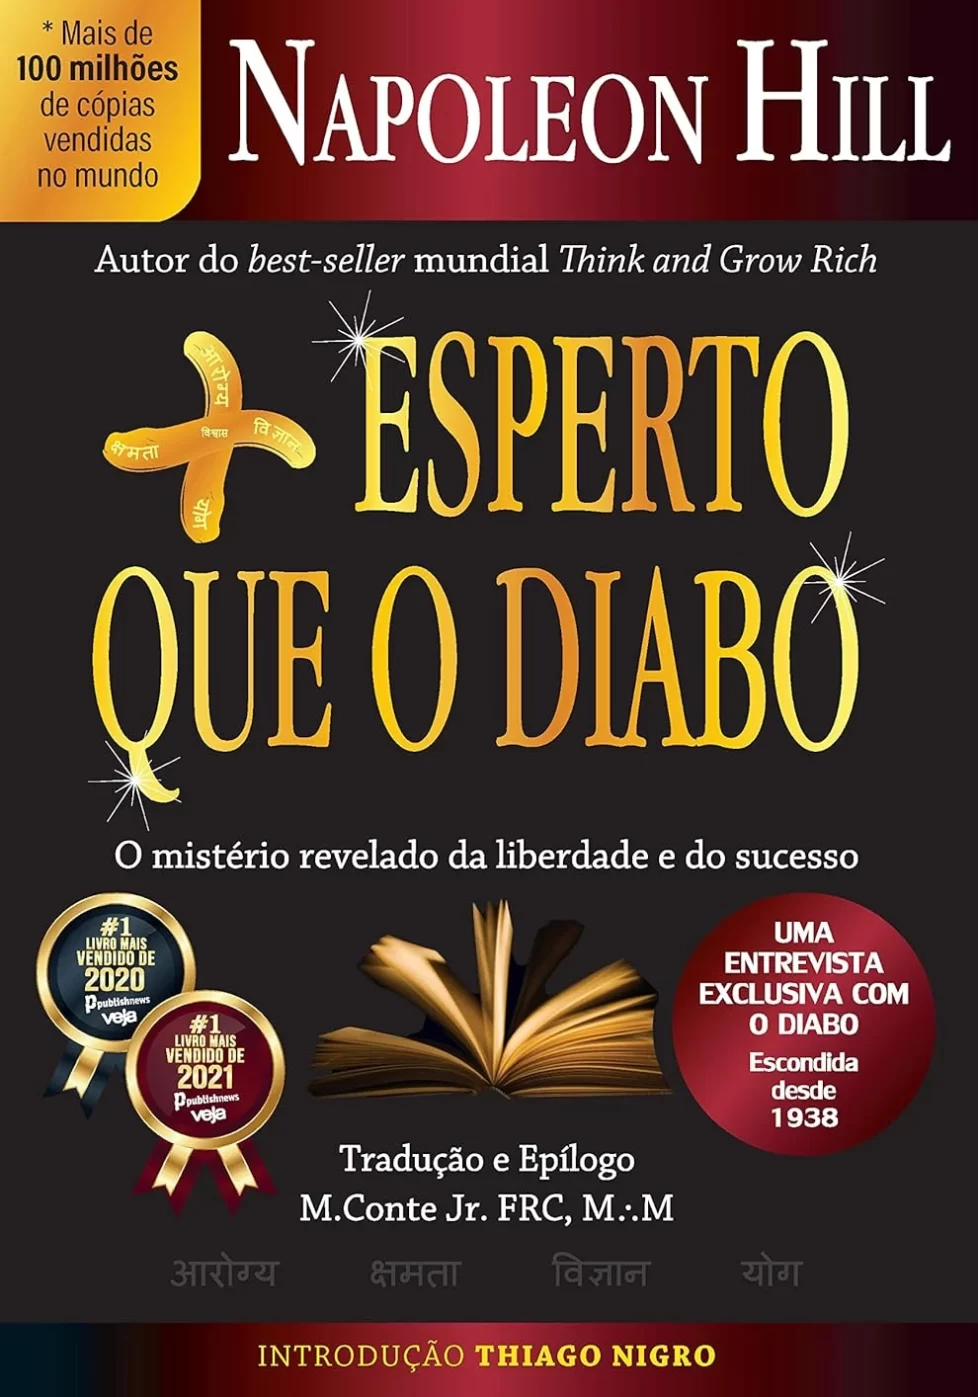 * Mais de
100 milhões
de cópias
vendidas
no mundo
NAPOLEON HILL
Autor do best-seller mundial Think and Grow Rich
आरोग्य
क्षमता विश्वास विज्ञान
योग
+ ESPERTO
QUE O DIABO
O mistério revelado da liberdade e do sucesso
#1
LIVRO MAIS
VENDIDO DE
2020
publishnews
veja
#1
LIVRO MAIS
VENDIDO DE
2021
publishnews
veja
UMA
ENTREVISTA
EXCLUSIVA COM
O DIABO
Escondida
desde
1938
Tradução e Epílogo
M.Conte Jr. FRC, M∴M
आरोग्य क्षमता विज्ञान योग
INTRODUÇÃO THIAGO NIGRO